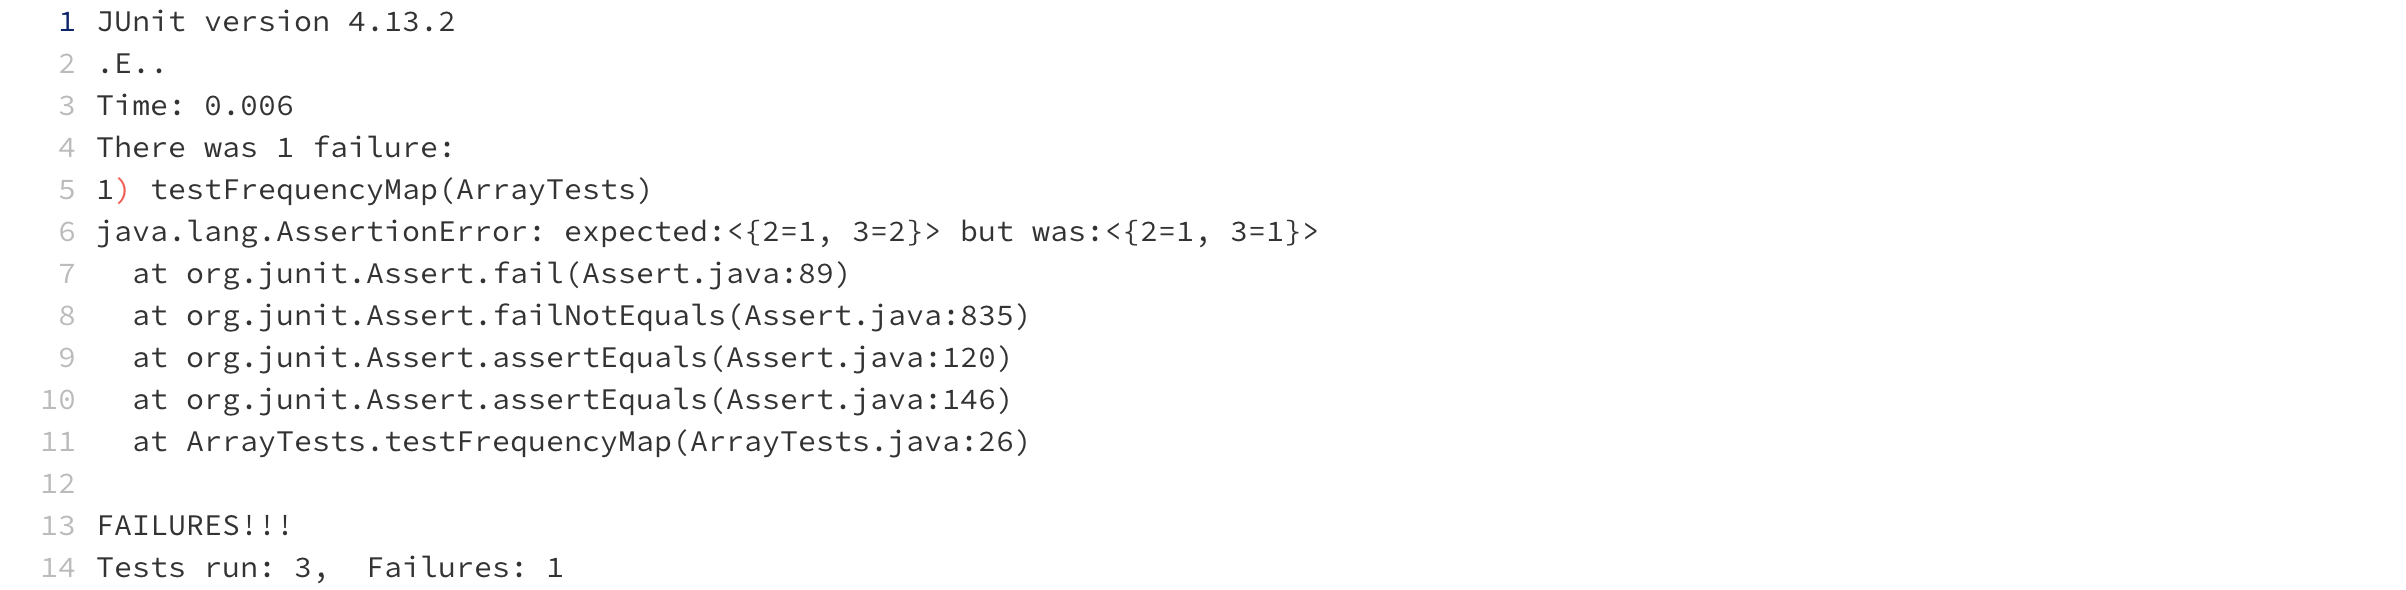 1 JUnit version 4.13.2
2 .E..
3 Time: 0.006
4 There was 1 failure:
5 1) testFrequencyMap(ArrayTests)
6 java.lang.AssertionError: expected:<{2=1, 3=2}> but was:<{2=1, 3=1}>
7   at org.junit.Assert.fail(Assert.java:89)
8   at org.junit.Assert.failNotEquals(Assert.java:835)
9   at org.junit.Assert.assertEquals(Assert.java:120)
10   at org.junit.Assert.assertEquals(Assert.java:146)
11   at ArrayTests.testFrequencyMap(ArrayTests.java:26)
12
13 FAILURES!!!
14 Tests run: 3,  Failures: 1